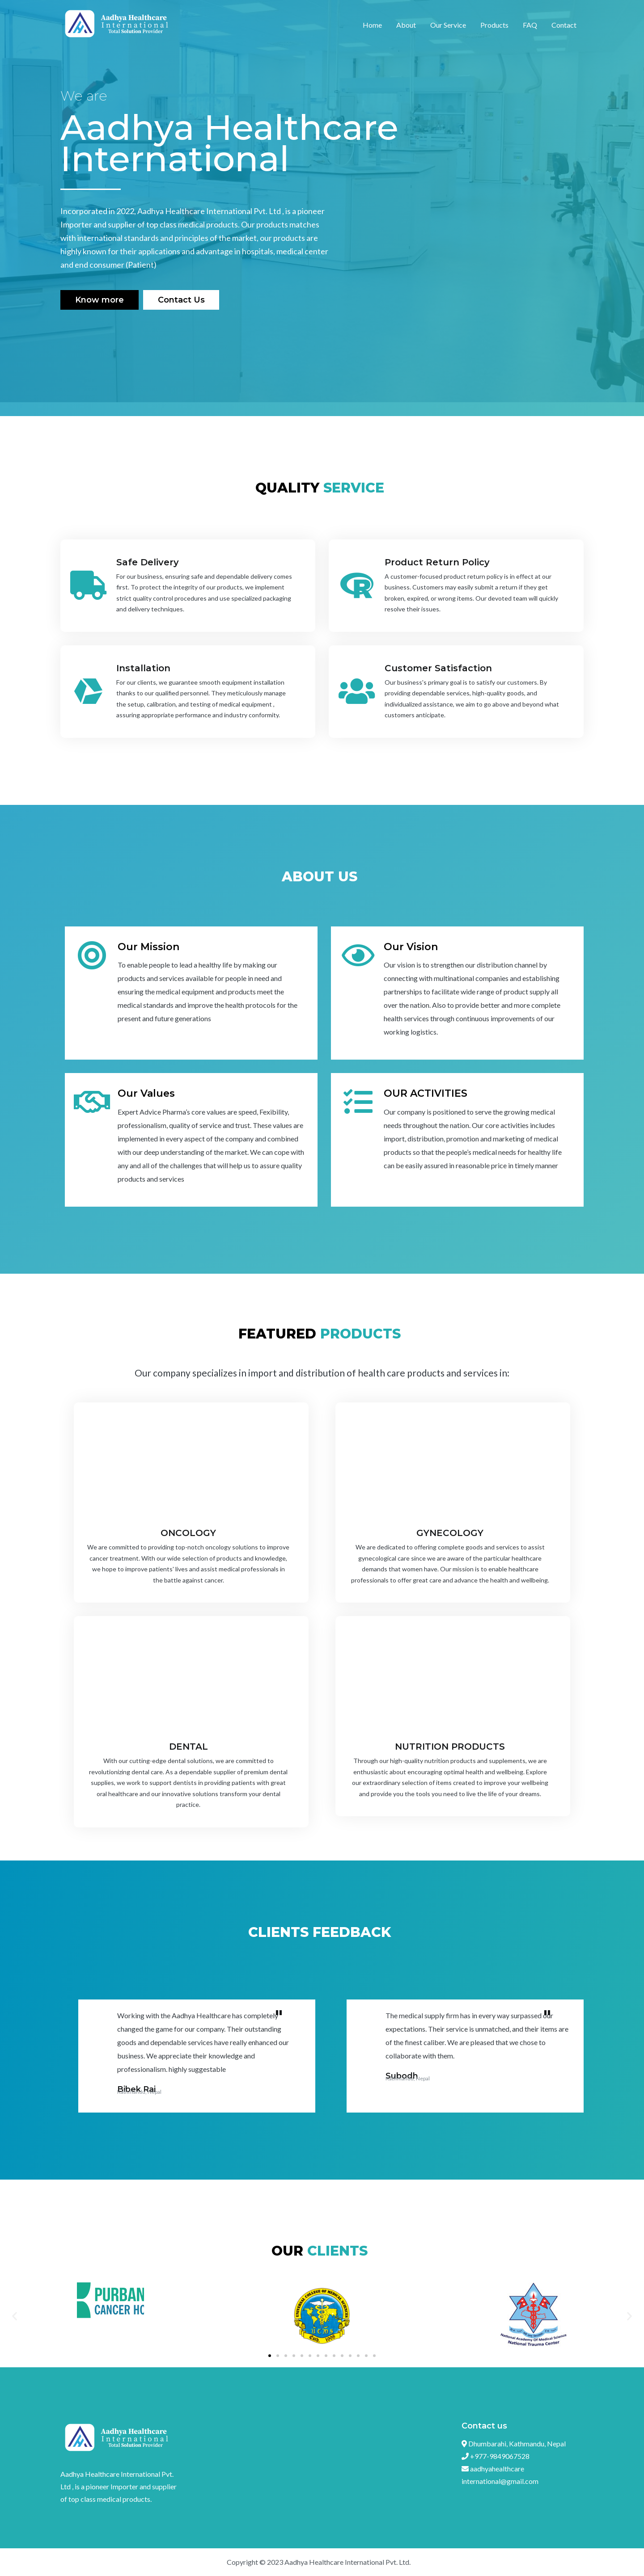 Aadhya Healthcare
International
Total Solution Provider
Home About Our Service Products FAQ Contact
We are
Aadhya Healthcare
International
Incorporated in 2022, Aadhya Healthcare International Pvt. Ltd , is a pioneer
Importer and supplier of top class medical products. Our products matches
with international standards and principles of the market, our products are
highly known for their applications and advantage in hospitals, medical center
and end consumer (Patient)
Know more Contact Us
QUALITY SERVICE
Safe Delivery
For our business, ensuring safe and dependable delivery comes
first. To protect the integrity of our products, we implement
strict quality control procedures and use specialized packaging
and delivery techniques.
Product Return Policy
A customer-focused product return policy is in effect at our
business. Customers may easily submit a return if they get
broken, expired, or wrong items. Our devoted team will quickly
resolve their issues.
Installation
For our clients, we guarantee smooth equipment installation
thanks to our qualified personnel. They meticulously manage
the setup, calibration, and testing of medical equipment ,
assuring appropriate performance and industry conformity.
Customer Satisfaction
Our business's primary goal is to satisfy our customers. By
providing dependable services, high-quality goods, and
individualized assistance, we aim to go above and beyond what
customers anticipate.
ABOUT US
Our Mission
To enable people to lead a healthy life by making our
products and services available for people in need and
ensuring the medical equipment and products meet the
medical standards and improve the health protocols for the
present and future generations
Our Vision
Our vision is to strengthen our distribution channel by
connecting with multinational companies and establishing
partnerships to facilitate wide range of product supply all
over the nation. Also to provide better and more complete
health services through continuous improvements of our
working logistics.
Our Values
Expert Advice Pharma's core values are speed, Fexibility,
professionalism, quality of service and trust. These values are
implemented in every aspect of the company and combined
with our deep understanding of the market. We can cope with
any and all of the challenges that will help us to assure quality
products and services
OUR ACTIVITIES
Our company is positioned to serve the growing medical
needs throughout the nation. Our core activities includes
import, distribution, promotion and marketing of medical
products so that the people's medical needs for healthy life
can be easily assured in reasonable price in timely manner
FEATURED PRODUCTS
Our company specializes in import and distribution of health care products and services in:
ONCOLOGY
We are committed to providing top-notch oncology solutions to improve
cancer treatment. With our wide selection of products and knowledge,
we hope to improve patients' lives and assist medical professionals in
the battle against cancer.
GYNECOLOGY
We are dedicated to offering complete goods and services to assist
gynecological care since we are aware of the particular healthcare
demands that women have. Our mission is to enable healthcare
professionals to offer great care and advance the health and wellbeing.
DENTAL
With our cutting-edge dental solutions, we are committed to
revolutionizing dental care. As a dependable supplier of premium dental
supplies, we work to support dentists in providing patients with great
oral healthcare and our innovative solutions transform your dental
practice.
NUTRITION PRODUCTS
Through our high-quality nutrition products and supplements, we are
enthusiastic about encouraging optimal health and wellbeing. Explore
our extraordinary selection of items created to improve your wellbeing
and provide you the tools you need to live the life of your dreams.
CLIENTS FEEDBACK
Working with the Aadhya Healthcare has completely
changed the game for our company. Their outstanding
goods and dependable services have really enhanced our
business. We appreciate their knowledge and
professionalism. highly suggestable
Bibek Rai
Nepal
The medical supply firm has in every way surpassed our
expectations. Their service is unmatched, and their items are
of the finest caliber. We are pleased that we chose to
collaborate with them.
Subodh
Nepal
OUR CLIENTS
PURBAN
CANCER HO
National Academy of Medical Science
National Trauma Center
Aadhya Healthcare
International
Total Solution Provider
Aadhya Healthcare International Pvt.
Ltd , is a pioneer Importer and supplier
of top class medical products.
Contact us
Dhumbarahi, Kathmandu, Nepal
+977-9849067528
aadhyahealthcare
international@gmail.com
Copyright © 2023 Aadhya Healthcare International Pvt. Ltd.